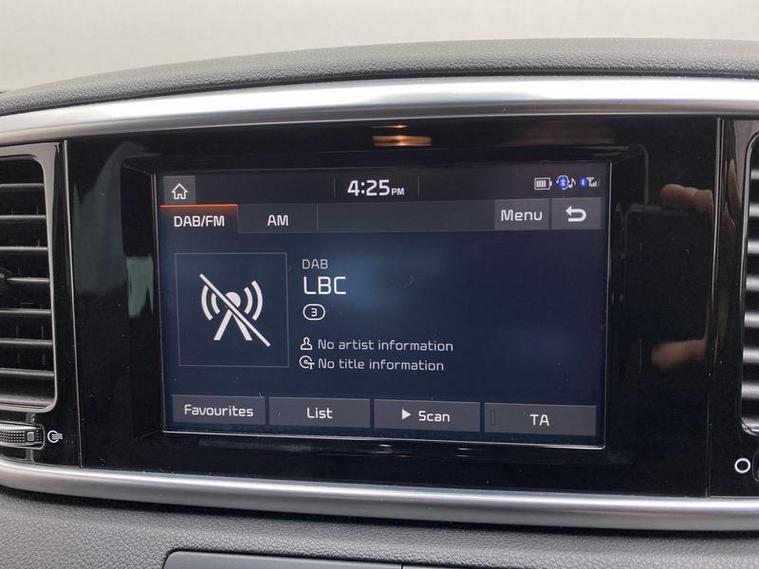 4:25PM
DAB/FM
AM
Menu
DAB
LBC
3
No artist information
No title information
Favourites
List
Scan
TA